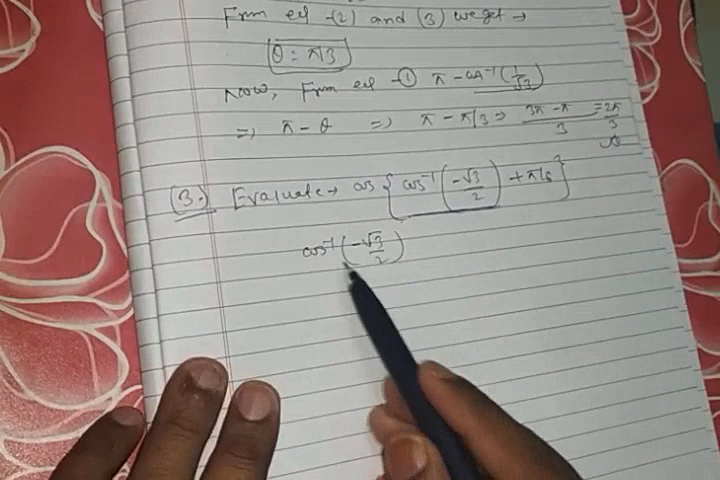 From eq -(2) and (3) we get →
θ = π/3
Now, From eq -① π - cos⁻¹(1/√3)
=> π - θ => π - π/3 => 3π - π/3 = 2π/3
(3.) Evaluate → cos{cos⁻¹(-√3/2) + π/6}
cos⁻¹(-√3/2)